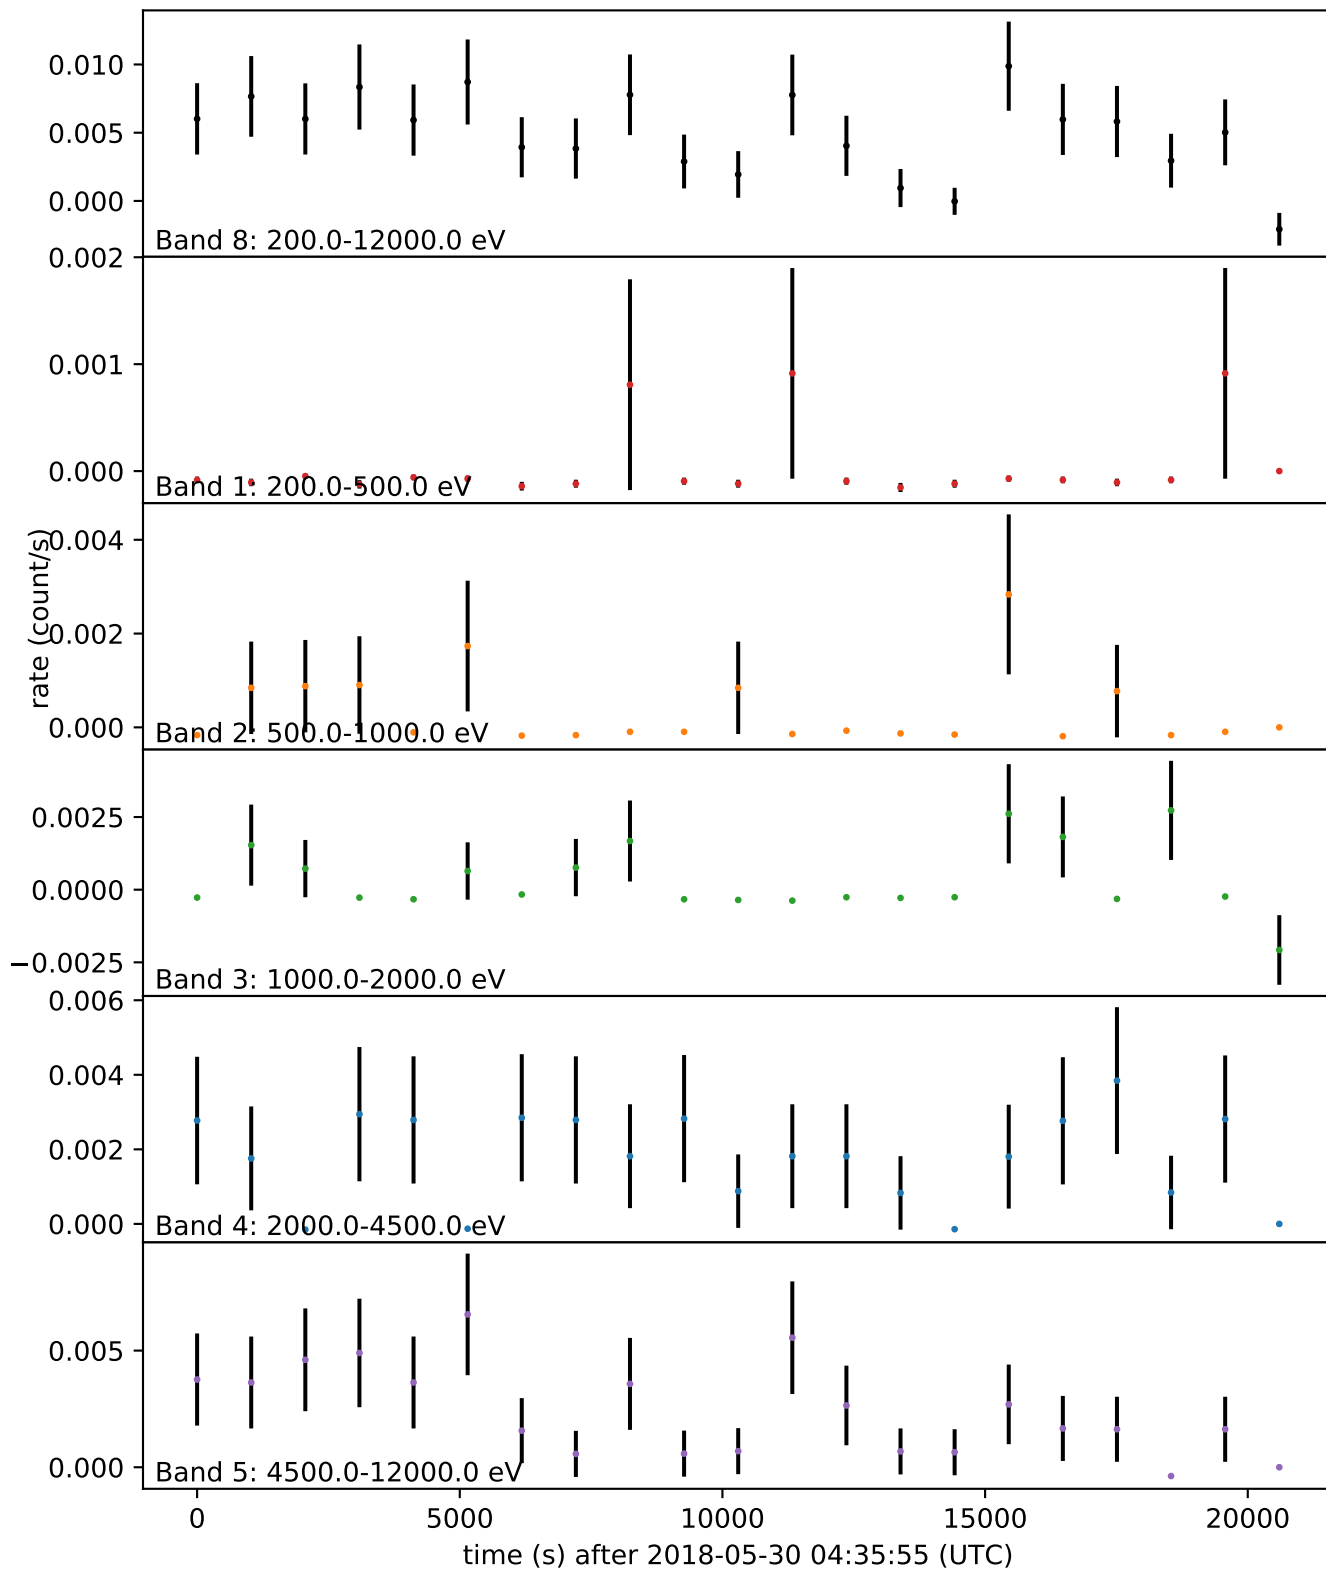 0.010
0.005
0.000
Band 8: 200.0-12000.0 eV
0.002
0.001
0.000
Band 1: 200.0-500.0 eV
rate (count/s)
0.004
0.002
0.000
Band 2: 500.0-1000.0 eV
0.0025
0.0000
−0.0025
Band 3: 1000.0-2000.0 eV
0.006
0.004
0.002
0.000
Band 4: 2000.0-4500.0 eV
0.005
0.000
Band 5: 4500.0-12000.0 eV
0 5000 10000 15000 20000
time (s) after 2018-05-30 04:35:55 (UTC)